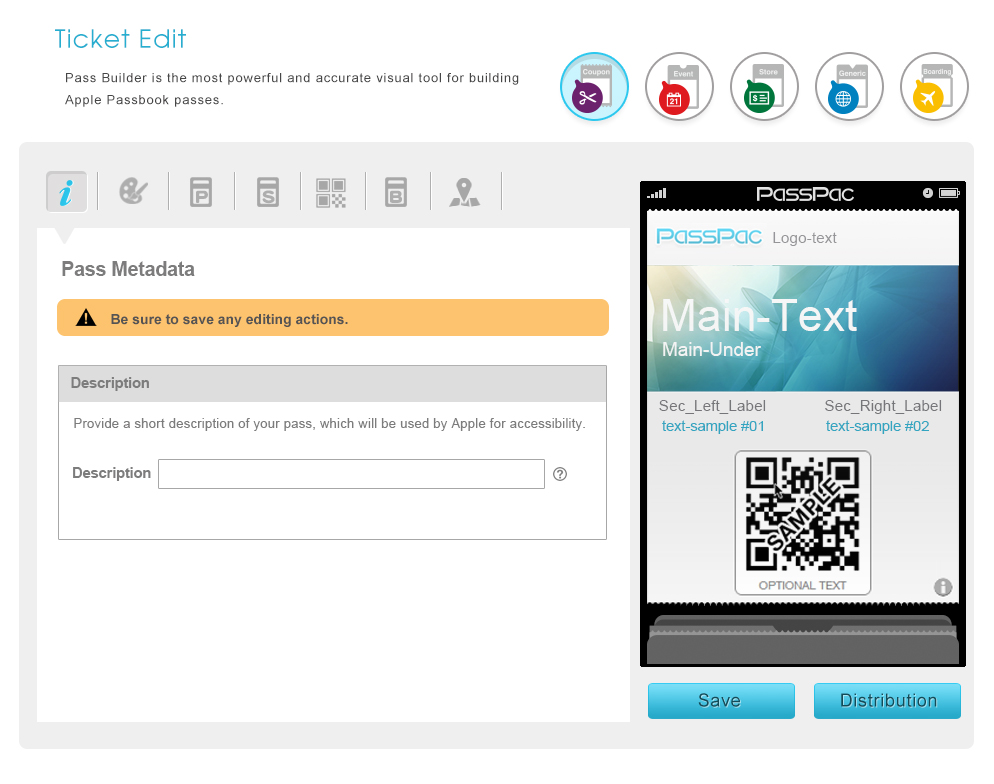 Ticket Edit
Pass Builder is the most powerful and accurate visual tool for building
Apple Passbook passes.
Coupon
Event
21
Store
Generic
Boarding
i
P
S
B
Pass Metadata
Be sure to save any editing actions.
Description
Provide a short description of your pass, which will be used by Apple for accessibility.
Description
?
PassPac
PassPac Logo-text
Main-Text
Main-Under
Sec_Left_Label Sec_Right_Label
text-sample #01 text-sample #02
SAMPLE
OPTIONAL TEXT
i
Save Distribution